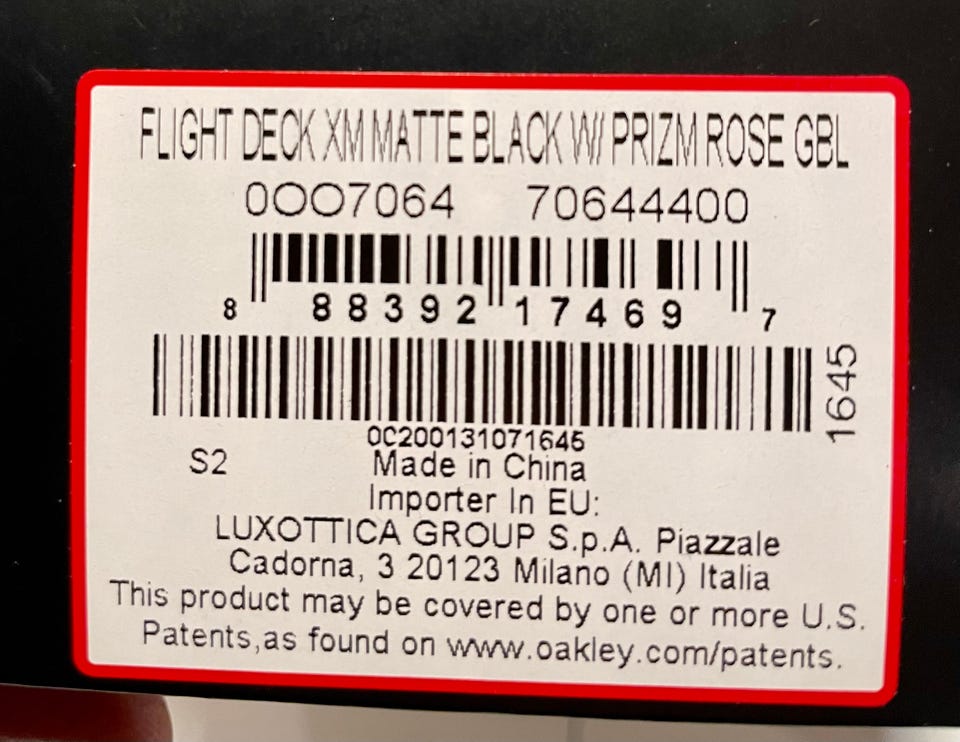 FLIGHT DECK XM MATTE BLACK W/ PRIZM ROSE GBL
0OO7064 70644400
8 88392 17469 7
1645
0C200131071645
S2
Made in China
Importer In EU:
LUXOTTICA GROUP S.p.A. Piazzale
Cadorna, 3 20123 Milano (MI) Italia
This product may be covered by one or more U.S.
Patents,as found on www.oakley.com/patents.